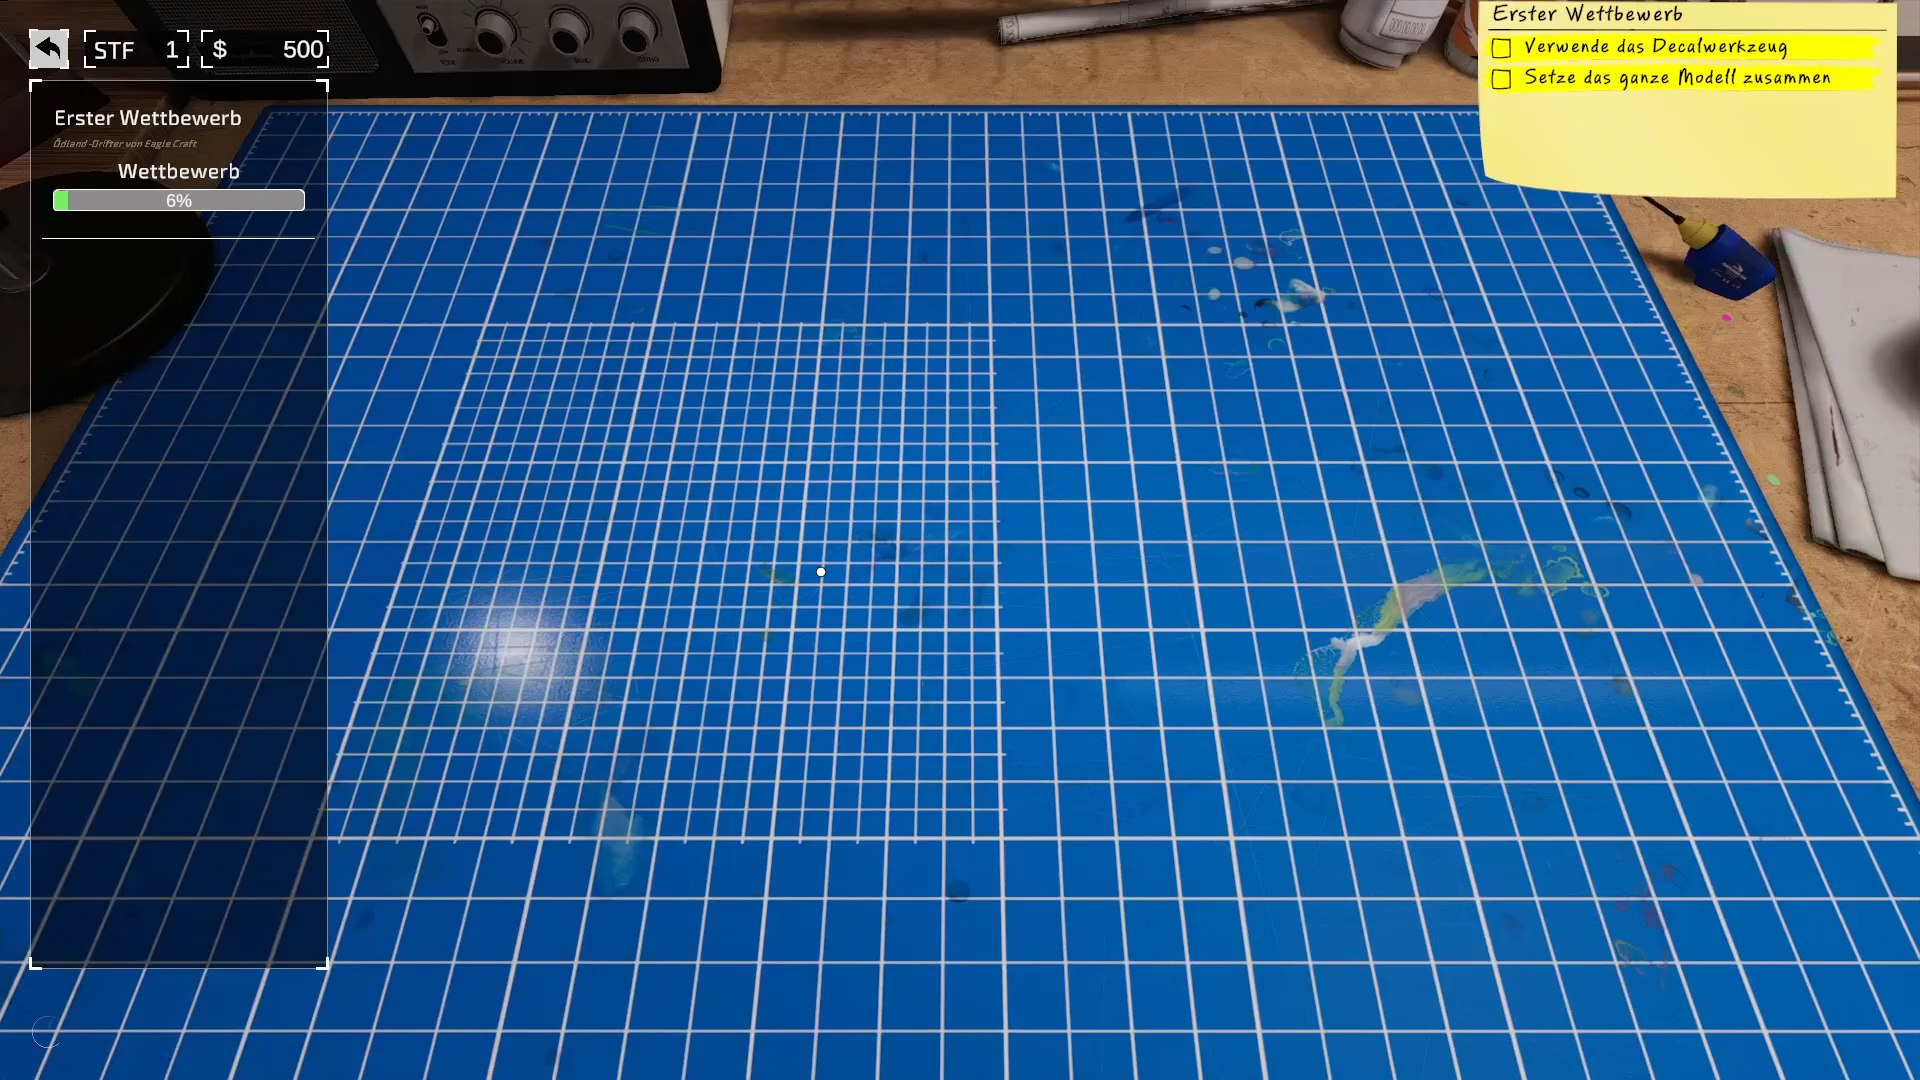 STF 1 $ 500
Erster Wettbewerb
Ödland-Drifter von Eagle Craft
Wettbewerb
6%
Erster Wettbewerb
Verwende das Decalwerkzeug
Setze das ganze Modell zusammen